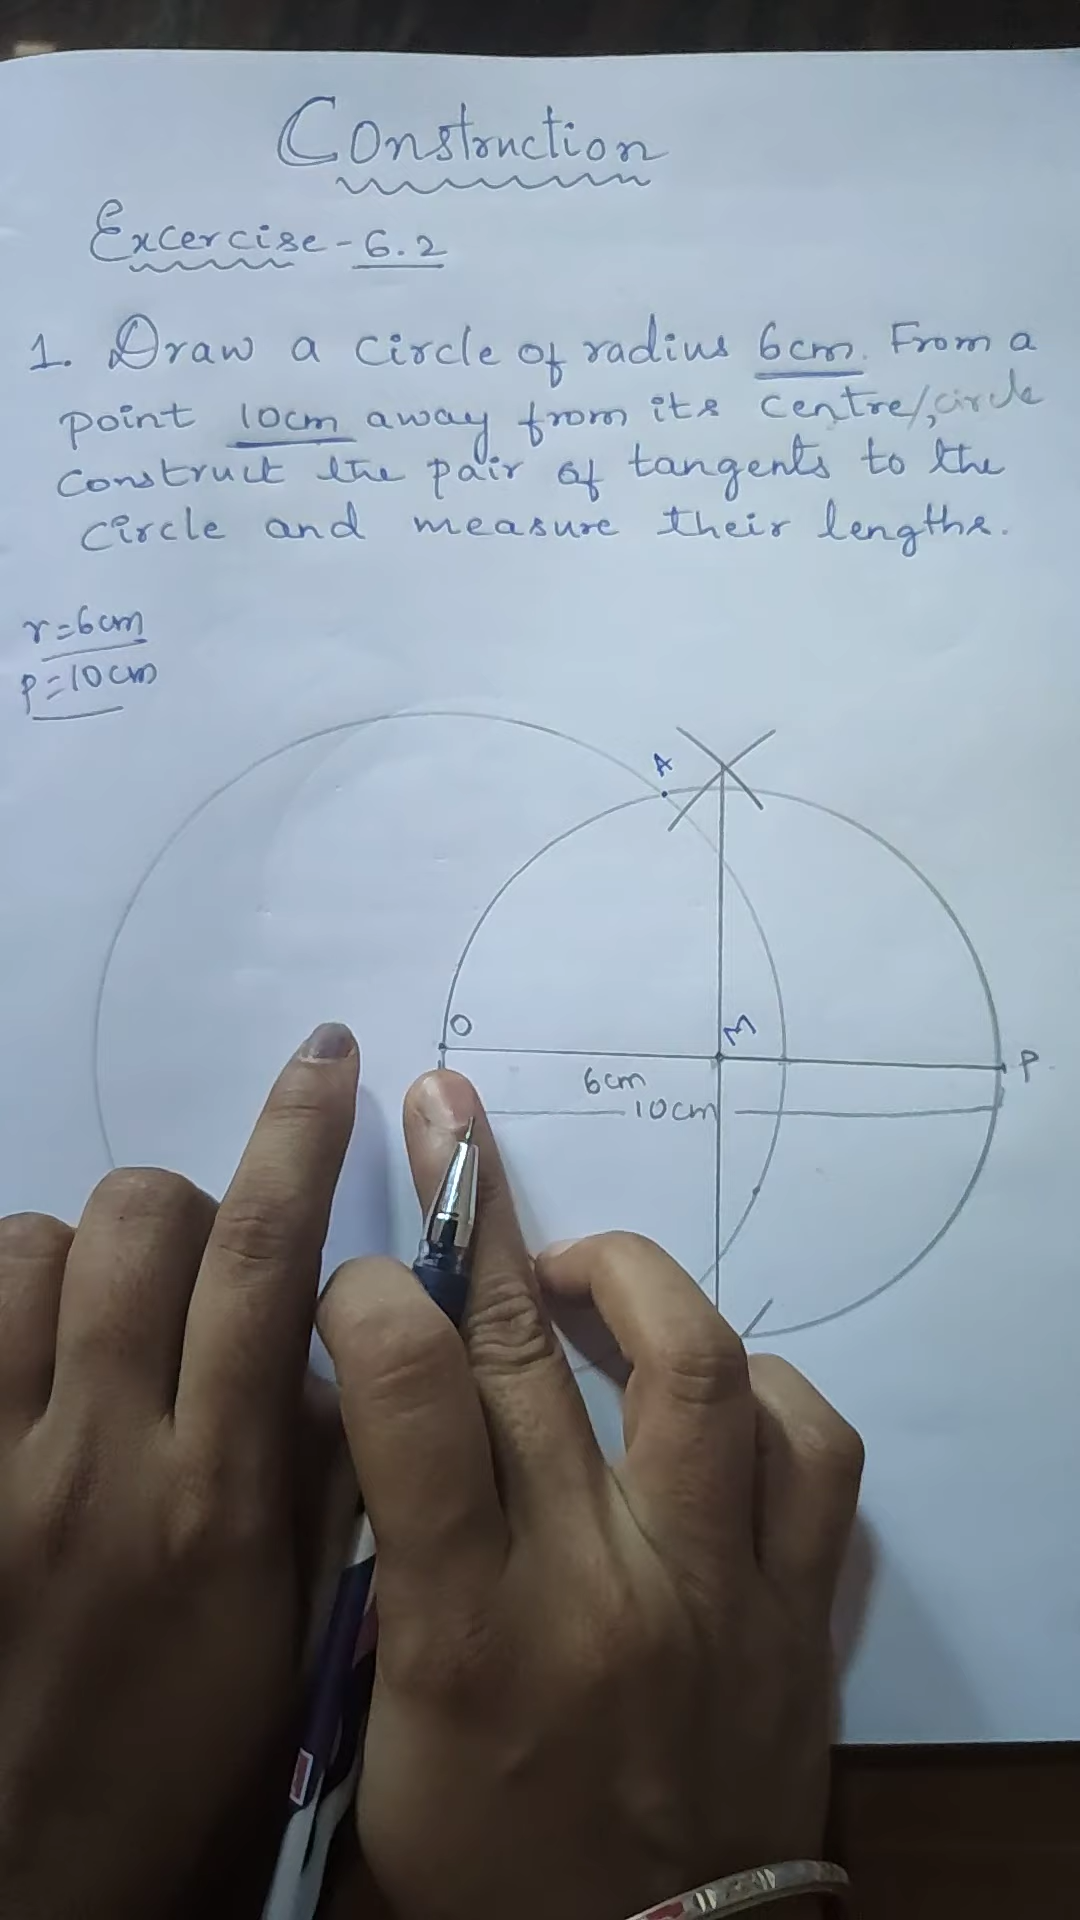 Construction
Excercise - 6.2
1. Draw a circle of radius 6cm. From a
point 10cm away from its centre/,circle
construct the pair of tangents to the
circle and measure their lengths.
r=6cm
P=10cm
A
O
M
P.
6cm
10cm